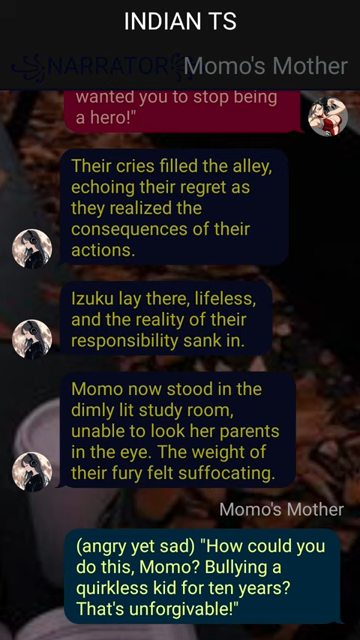 INDIAN TS
NARRATOR Momo's Mother
wanted you to stop being
a hero!"
Their cries filled the alley,
echoing their regret as
they realized the
consequences of their
actions.
Izuku lay there, lifeless,
and the reality of their
responsibility sank in.
Momo now stood in the
dimly lit study room,
unable to look her parents
in the eye. The weight of
their fury felt suffocating.
Momo's Mother
(angry yet sad) "How could you
do this, Momo? Bullying a
quirkless kid for ten years?
That's unforgivable!"